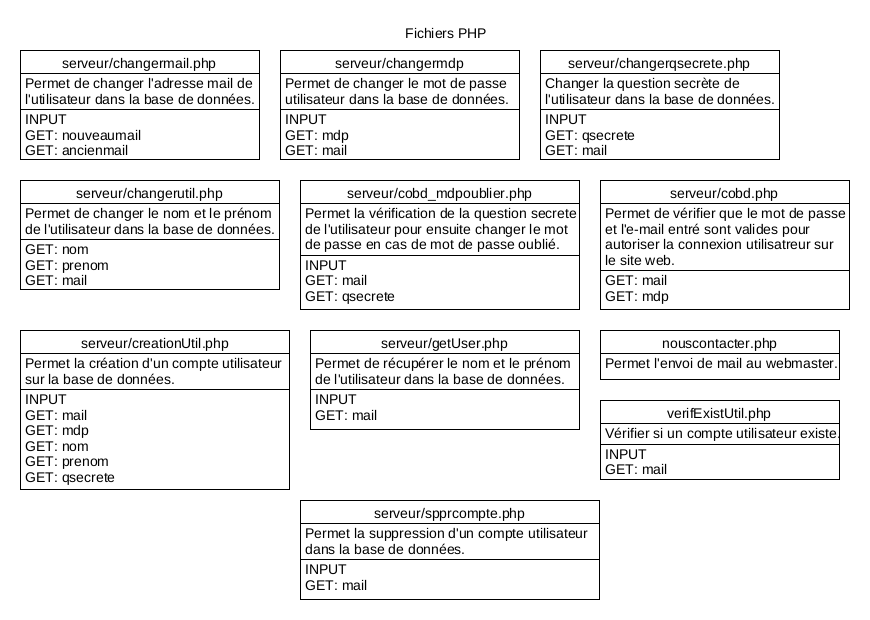 Fichiers PHP
serveur/changermail.php
Permet de changer l'adresse mail de
l'utilisateur dans la base de données.
INPUT
GET: nouveaumail
GET: ancienmail
serveur/changermdp
Permet de changer le mot de passe
utilisateur dans la base de données.
INPUT
GET: mdp
GET: mail
serveur/changerqsecrete.php
Changer la question secrète de
l'utilisateur dans la base de données.
INPUT
GET: qsecrete
GET: mail
serveur/changerutil.php
Permet de changer le nom et le prénom
de l'utilisateur dans la base de données.
GET: nom
GET: prenom
GET: mail
serveur/cobd_mdpoublier.php
Permet la vérification de la question secrete
de l'utilisateur pour ensuite changer le mot
de passe en cas de mot de passe oublié.
INPUT
GET: mail
GET: qsecrete
serveur/cobd.php
Permet de vérifier que le mot de passe
et l'e-mail entré sont valides pour
autoriser la connexion utilisatreur sur
le site web.
GET: mail
GET: mdp
serveur/creationUtil.php
Permet la création d'un compte utilisateur
sur la base de données.
INPUT
GET: mail
GET: mdp
GET: nom
GET: prenom
GET: qsecrete
serveur/getUser.php
Permet de récupérer le nom et le prénom
de l'utilisateur dans la base de données.
INPUT
GET: mail
nouscontacter.php
Permet l'envoi de mail au webmaster.
verifExistUtil.php
Vérifier si un compte utilisateur existe.
INPUT
GET: mail
serveur/spprcompte.php
Permet la suppression d'un compte utilisateur
dans la base de données.
INPUT
GET: mail